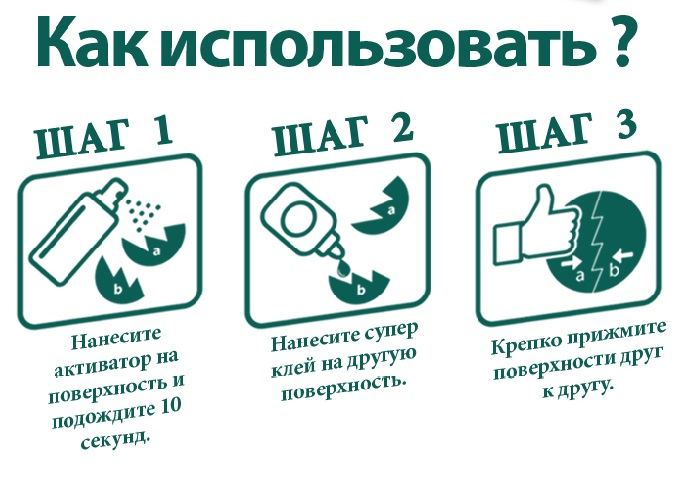 Как использовать ?
ШАГ 1
a
b
Нанесите
активатор на
поверхность и
подождите 10
секунд.
ШАГ 2
a
b
Нанесите супер
клей на другую
поверхность.
ШАГ 3
a b
Крепко прижмите
поверхности друг
к другу.